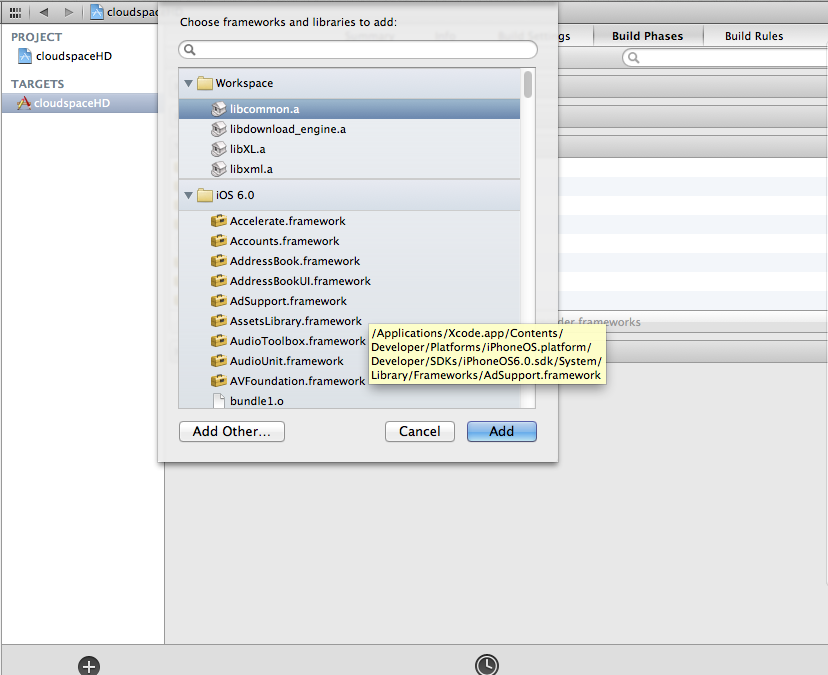 cloudspac
Choose frameworks and libraries to add:
gs
Build Phases
Build Rules
PROJECT
cloudspaceHD
TARGETS
cloudspaceHD
Workspace
libcommon.a
libdownload_engine.a
libXL.a
libxml.a
iOS 6.0
Accelerate.framework
Accounts.framework
AddressBook.framework
AddressBookUI.framework
AdSupport.framework
AssetsLibrary.framework
AudioToolbox.framework
AudioUnit.framework
AVFoundation.framework
bundle1.o
/Applications/Xcode.app/Contents/
Developer/Platforms/iPhoneOS.platform/
Developer/SDKs/iPhoneOS6.0.sdk/System/
Library/Frameworks/AdSupport.framework
der frameworks
Add Other...
Cancel
Add